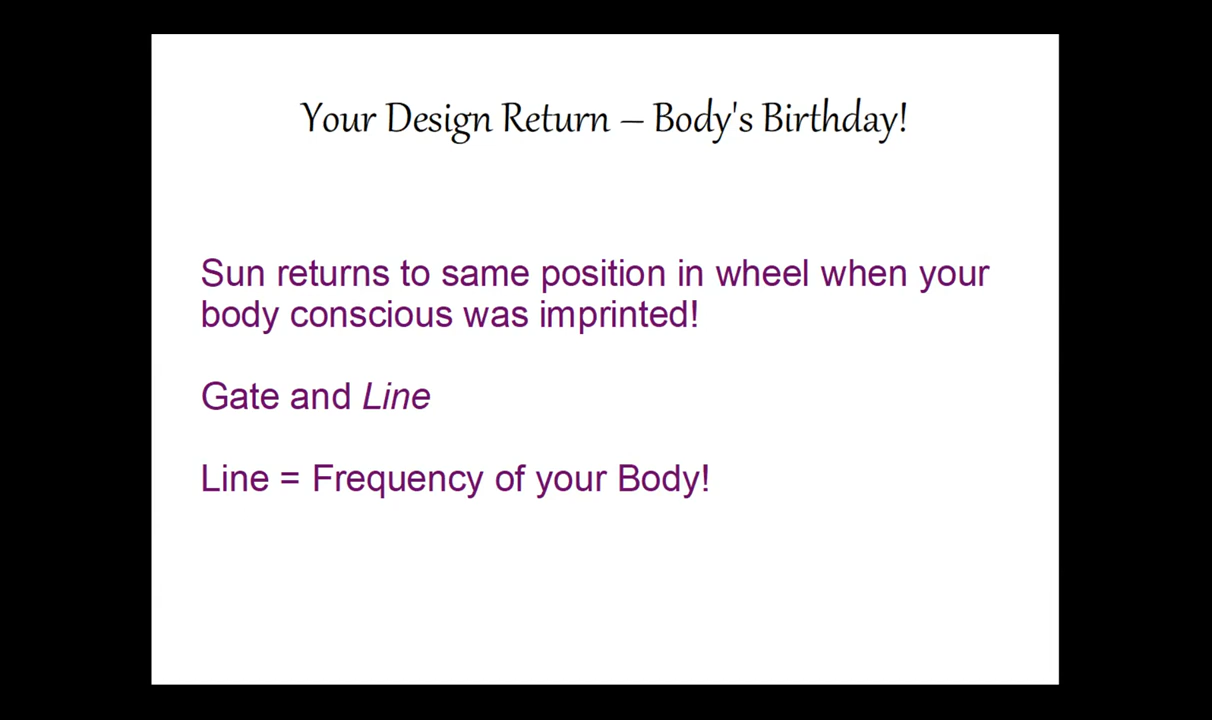 Your Design Return – Body's Birthday!
Sun returns to same position in wheel when your
body conscious was imprinted!
Gate and Line
Line = Frequency of your Body!